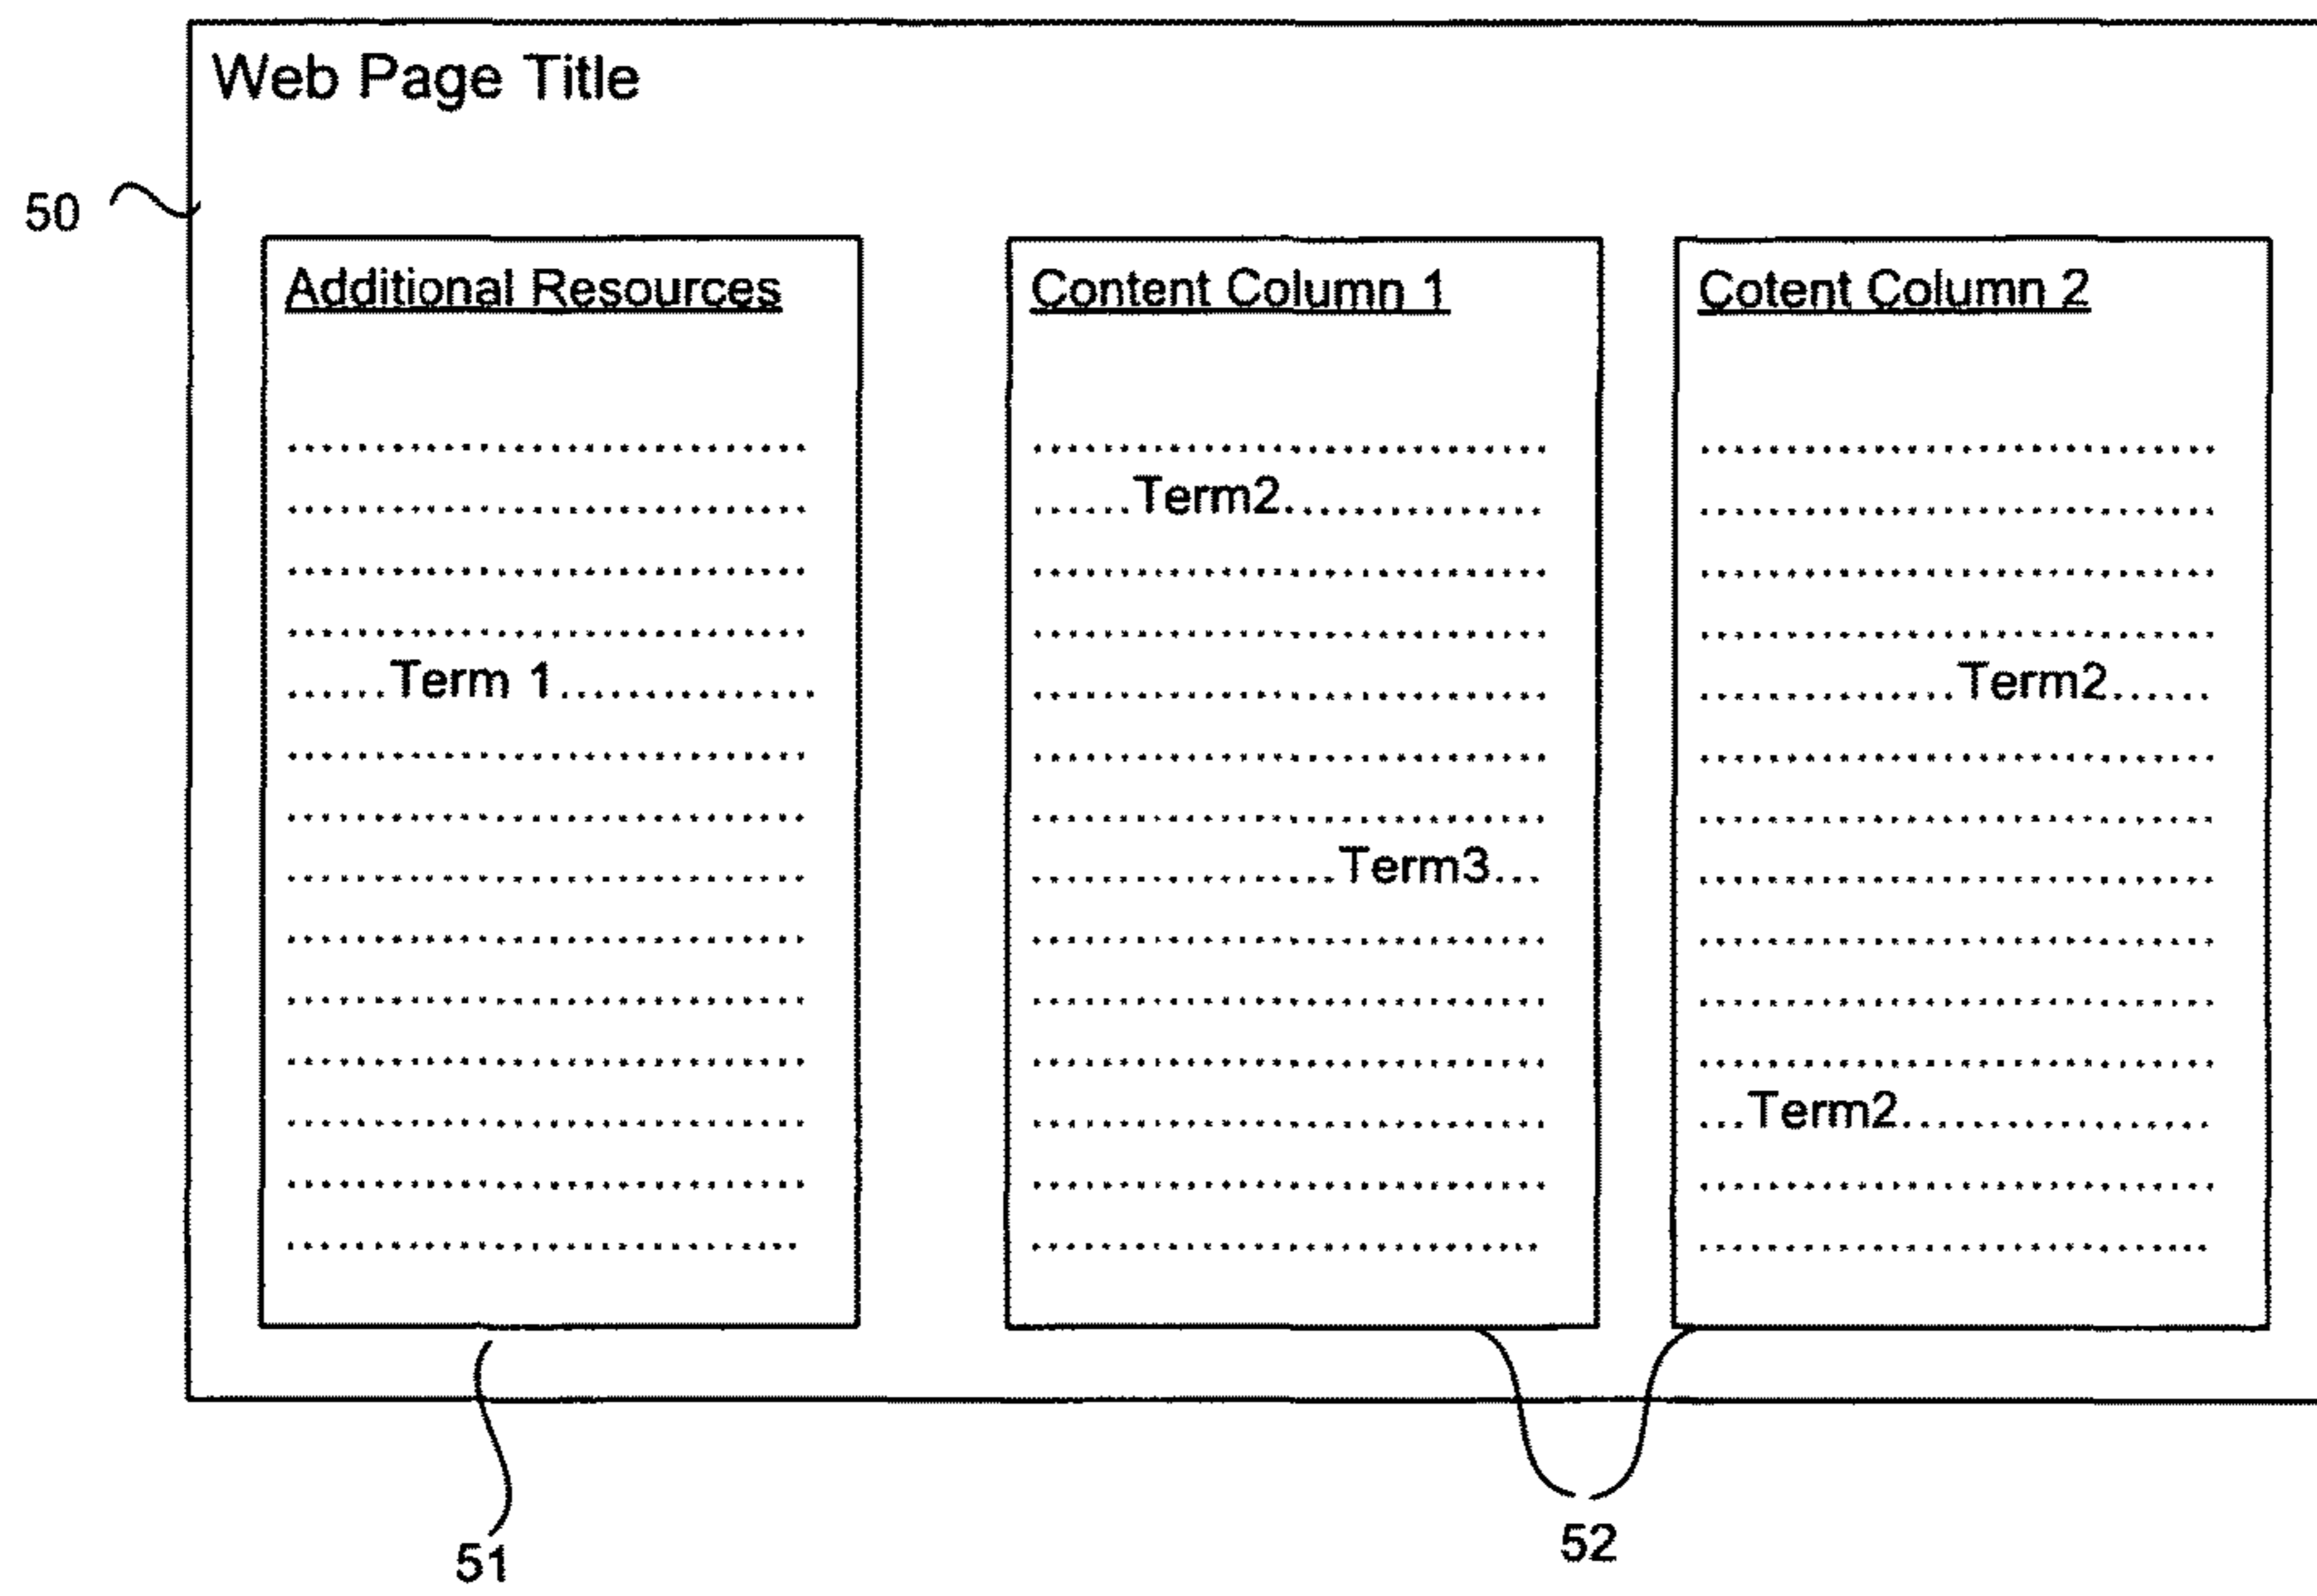 Web Page Title
50
Additional Resources
......Term 1...............
51
Content Column 1
......Term2...............
..................Term3...
Cotent Column 2
...............Term2......
...Term2..................
52